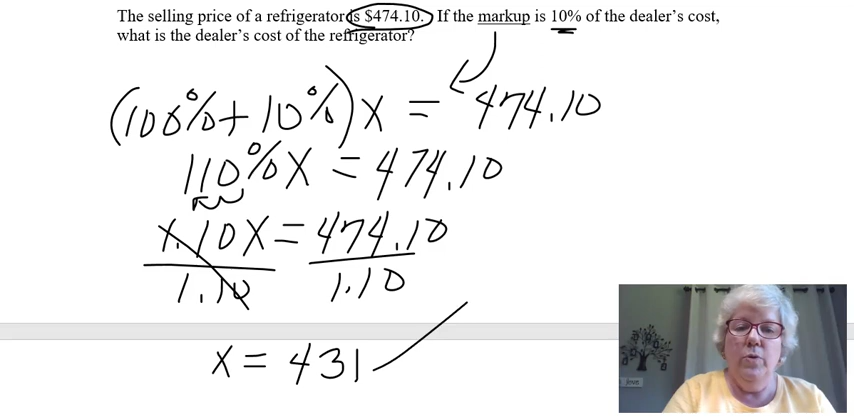 The selling price of a refrigerator is $474.10. If the markup is 10% of the dealer's cost,
what is the dealer's cost of the refrigerator?
(100% + 10%)x = 474.10
110%x = 474.10
1.10x = 474.10
1.10 1.10
x = 431